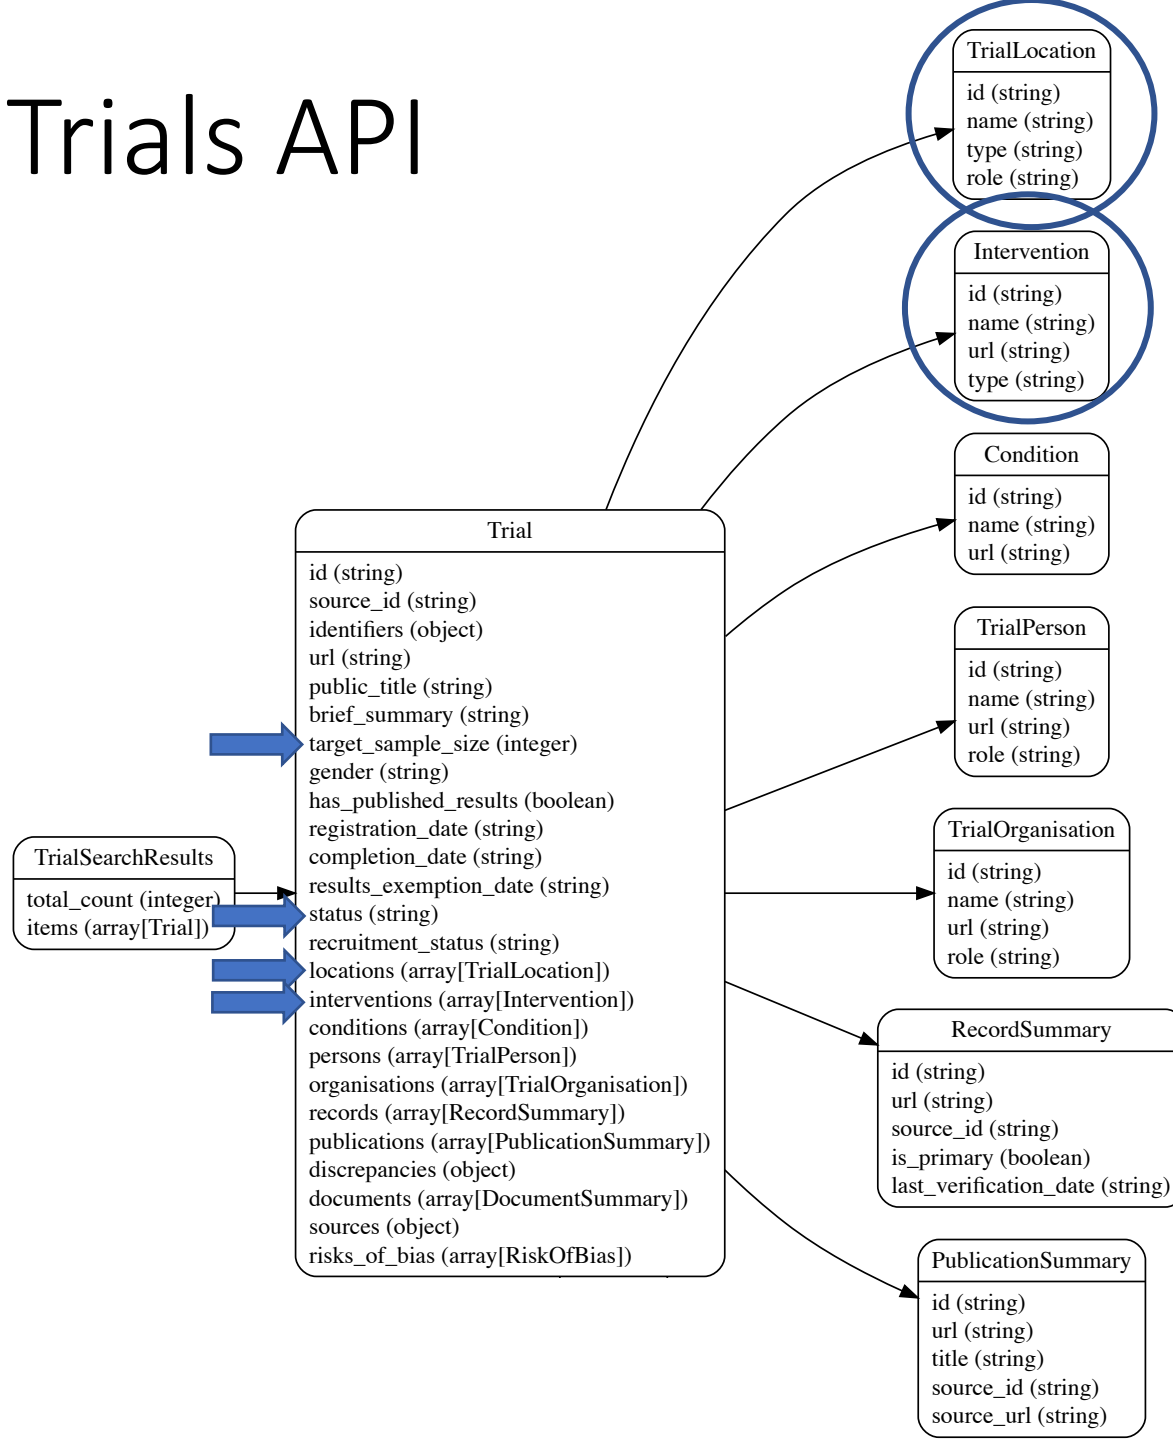 Trials API
TrialSearchResults
total_count (integer)
items (array[Trial])
Trial
id (string)
source_id (string)
identifiers (object)
url (string)
public_title (string)
brief_summary (string)
target_sample_size (integer)
gender (string)
has_published_results (boolean)
registration_date (string)
completion_date (string)
results_exemption_date (string)
status (string)
recruitment_status (string)
locations (array[TrialLocation])
interventions (array[Intervention])
conditions (array[Condition])
persons (array[TrialPerson])
organisations (array[TrialOrganisation])
records (array[RecordSummary])
publications (array[PublicationSummary])
discrepancies (object)
documents (array[DocumentSummary])
sources (object)
risks_of_bias (array[RiskOfBias])
TrialLocation
id (string)
name (string)
type (string)
role (string)
Intervention
id (string)
name (string)
url (string)
type (string)
Condition
id (string)
name (string)
url (string)
TrialPerson
id (string)
name (string)
url (string)
role (string)
TrialOrganisation
id (string)
name (string)
url (string)
role (string)
RecordSummary
id (string)
url (string)
source_id (string)
is_primary (boolean)
last_verification_date (string)
PublicationSummary
id (string)
url (string)
title (string)
source_id (string)
source_url (string)